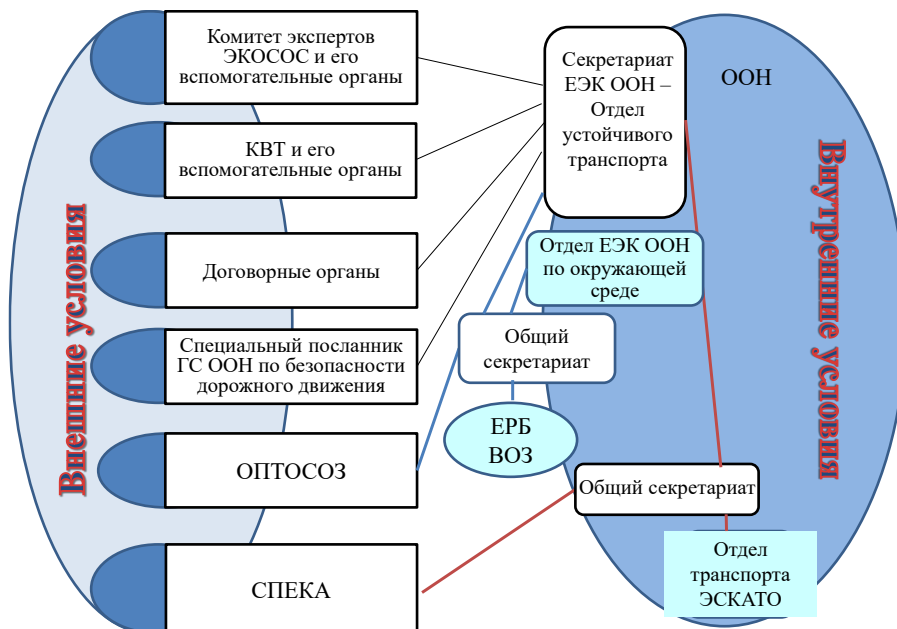 Внешние условия
Комитет экспертов
ЭКОСОС и его
вспомогательные органы
КВТ и его
вспомогательные органы
Договорные органы
Специальный посланник
ГС ООН по безопасности
дорожного движения
ОПТОСОЗ
СПЕКА
Секретариат
ЕЭК ООН –
Отдел
устойчивого
транспорта
ООН
Отдел ЕЭК ООН
по окружающей
среде
Общий
секретариат
ЕРБ
ВОЗ
Общий секретариат
Отдел
транспорта
ЭСКАТО
Внутренние условия